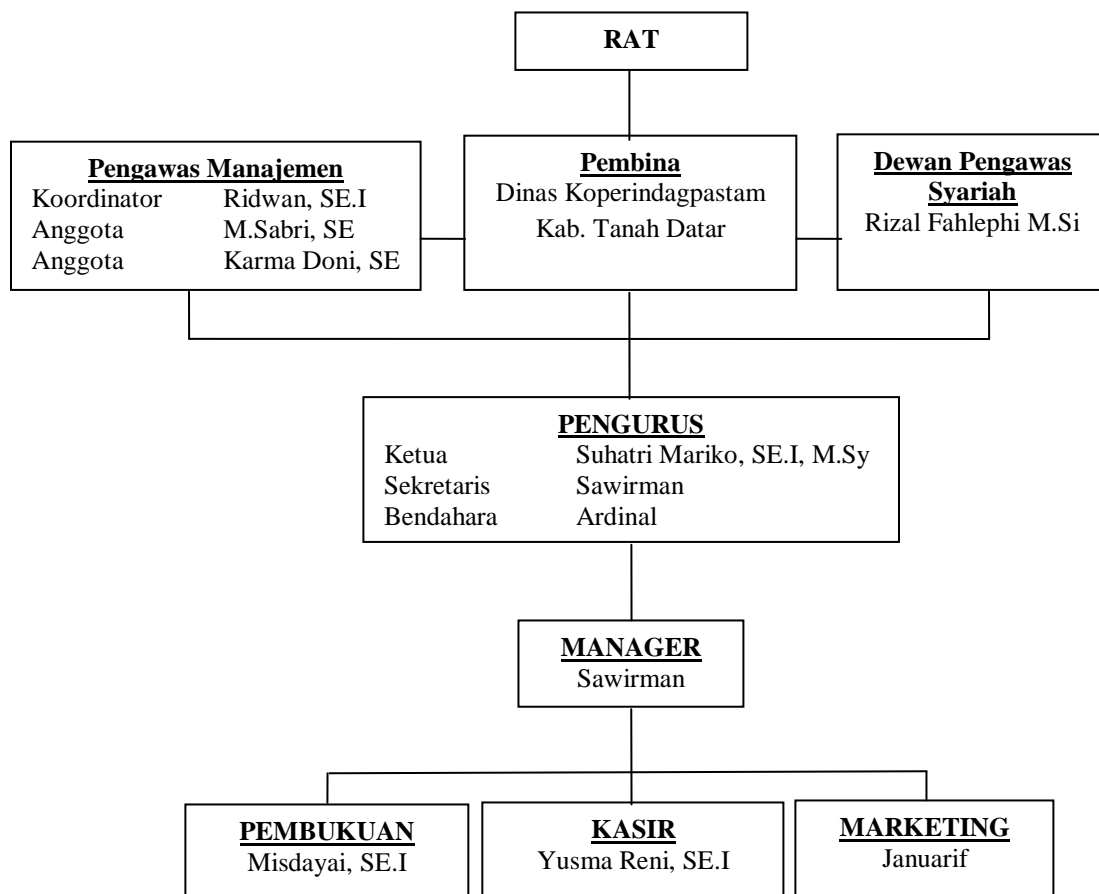 RAT
Pengawas Manajemen
Koordinator Ridwan, SE.I
Anggota M.Sabri, SE
Anggota Karma Doni, SE
Pembina
Dinas Koperindagpastam
Kab. Tanah Datar
Dewan Pengawas
Syariah
Rizal Fahlephi M.Si
PENGURUS
Ketua Suhatri Mariko, SE.I, M.Sy
Sekretaris Sawirman
Bendahara Ardinal
MANAGER
Sawirman
PEMBUKUAN
Misdayai, SE.I
KASIR
Yusma Reni, SE.I
MARKETING
Januarif